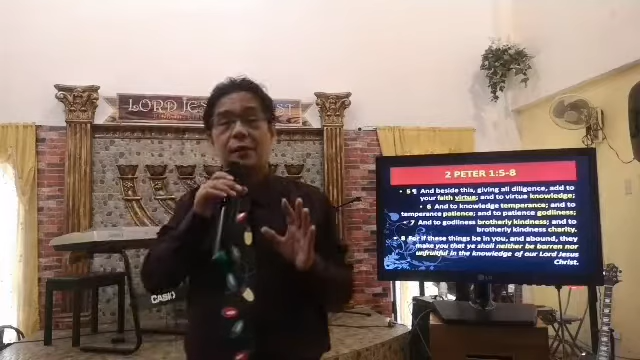 LORD JES ST
2 PETER 1:5-8
• 5 ¶ And beside this, giving all diligence, add to
your faith virtue; and to virtue knowledge;
• 6 And to knowledge temperance; and to
temperance patience; and to patience godliness;
7 And to godliness brotherly kindness; and to
brotherly kindness charity.
8 For if these things be in you, and abound, they
make you that ye shall neither be barren nor
unfruitful in the knowledge of our Lord Jesus
Christ.
CASIO